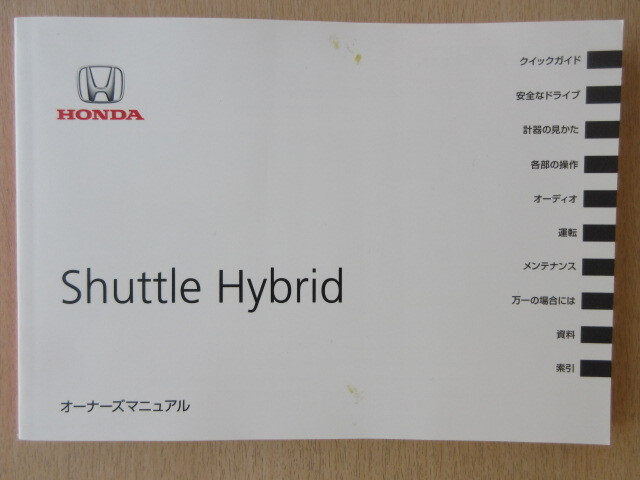 HONDA
Shuttle Hybrid
オーナーズマニュアル
クイックガイド
安全なドライブ
計器の見かた
各部の操作
オーディオ
運転
メンテナンス
万一の場合には
資料
索引